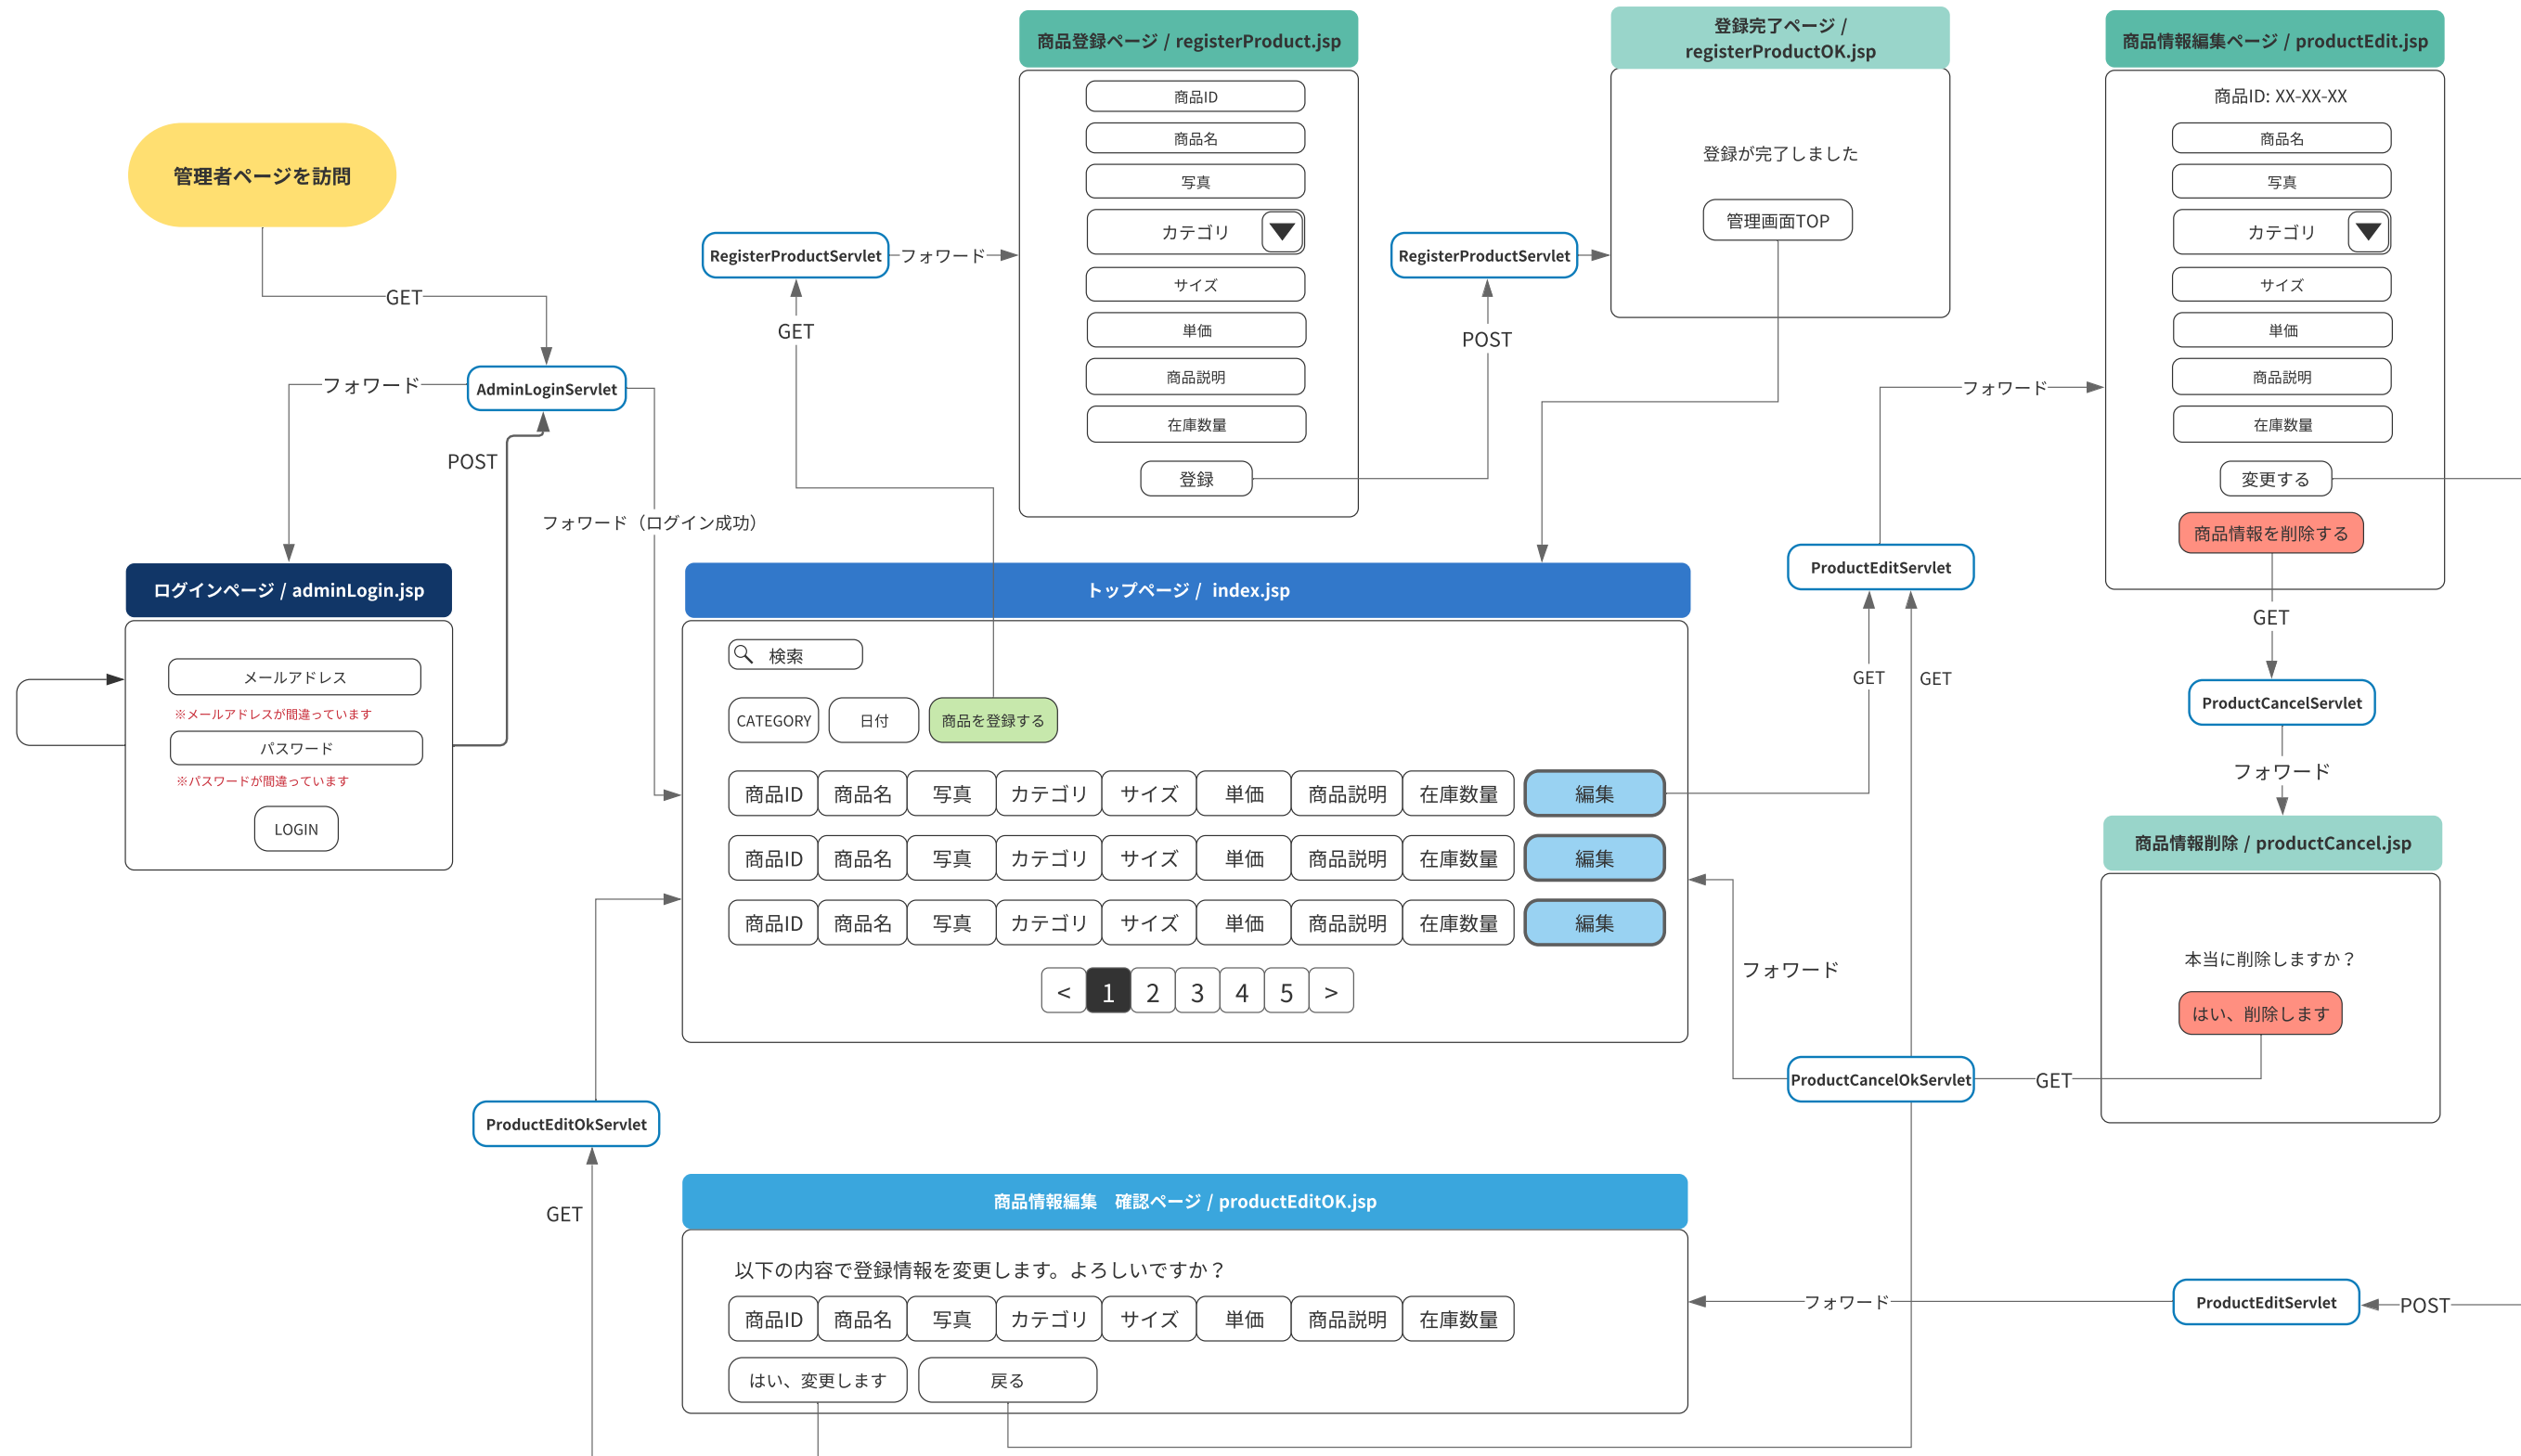 管理者ページを訪問
GET
AdminLoginServlet
フォワード
POST
フォワード（ログイン成功）
ログインページ / adminLogin.jsp
メールアドレス
※メールアドレスが間違っています
パスワード
※パスワードが間違っています
LOGIN
RegisterProductServlet
フォワード
GET
商品登録ページ / registerProduct.jsp
商品ID
商品名
写真
カテゴリ
サイズ
単価
商品説明
在庫数量
登録
RegisterProductServlet
POST
登録完了ページ /
registerProductOK.jsp
登録が完了しました
管理画面TOP
商品情報編集ページ / productEdit.jsp
商品ID: XX-XX-XX
商品名
写真
カテゴリ
サイズ
単価
商品説明
在庫数量
変更する
商品情報を削除する
フォワード
ProductEditServlet
GET
GET
GET
ProductCancelServlet
フォワード
商品情報削除 / productCancel.jsp
本当に削除しますか？
はい、削除します
GET
ProductCancelOkServlet
フォワード
トップページ / index.jsp
検索
CATEGORY 日付 商品を登録する
商品ID 商品名 写真 カテゴリ サイズ 単価 商品説明 在庫数量 編集
商品ID 商品名 写真 カテゴリ サイズ 単価 商品説明 在庫数量 編集
商品ID 商品名 写真 カテゴリ サイズ 単価 商品説明 在庫数量 編集
< 1 2 3 4 5 >
ProductEditOkServlet
GET
商品情報編集　確認ページ / productEditOK.jsp
以下の内容で登録情報を変更します。よろしいですか？
商品ID 商品名 写真 カテゴリ サイズ 単価 商品説明 在庫数量
はい、変更します 戻る
フォワード
ProductEditServlet
POST